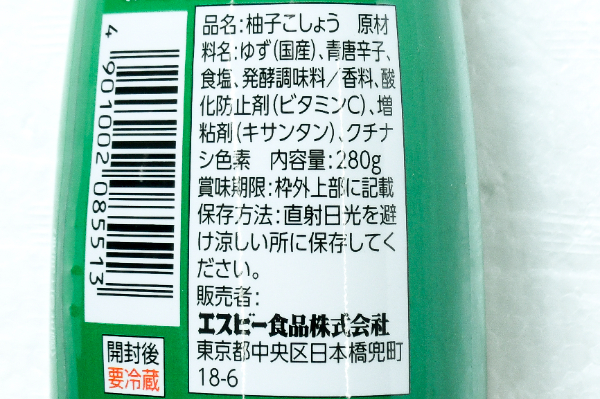 品名:柚子こしょう 原材
料名:ゆず(国産)、青唐辛子、
食塩、発酵調味料/香料、酸
化防止剤(ビタミンC)、増
粘剤(キサンタン)、クチナ
シ色素 内容量:280g
賞味期限:枠外上部に記載
保存方法:直射日光を避
け涼しい所に保存してく
ださい。
販売者:
エスビー食品株式会社
東京都中央区日本橋兜町
18-6
4 901002 085513
開封後
要冷蔵